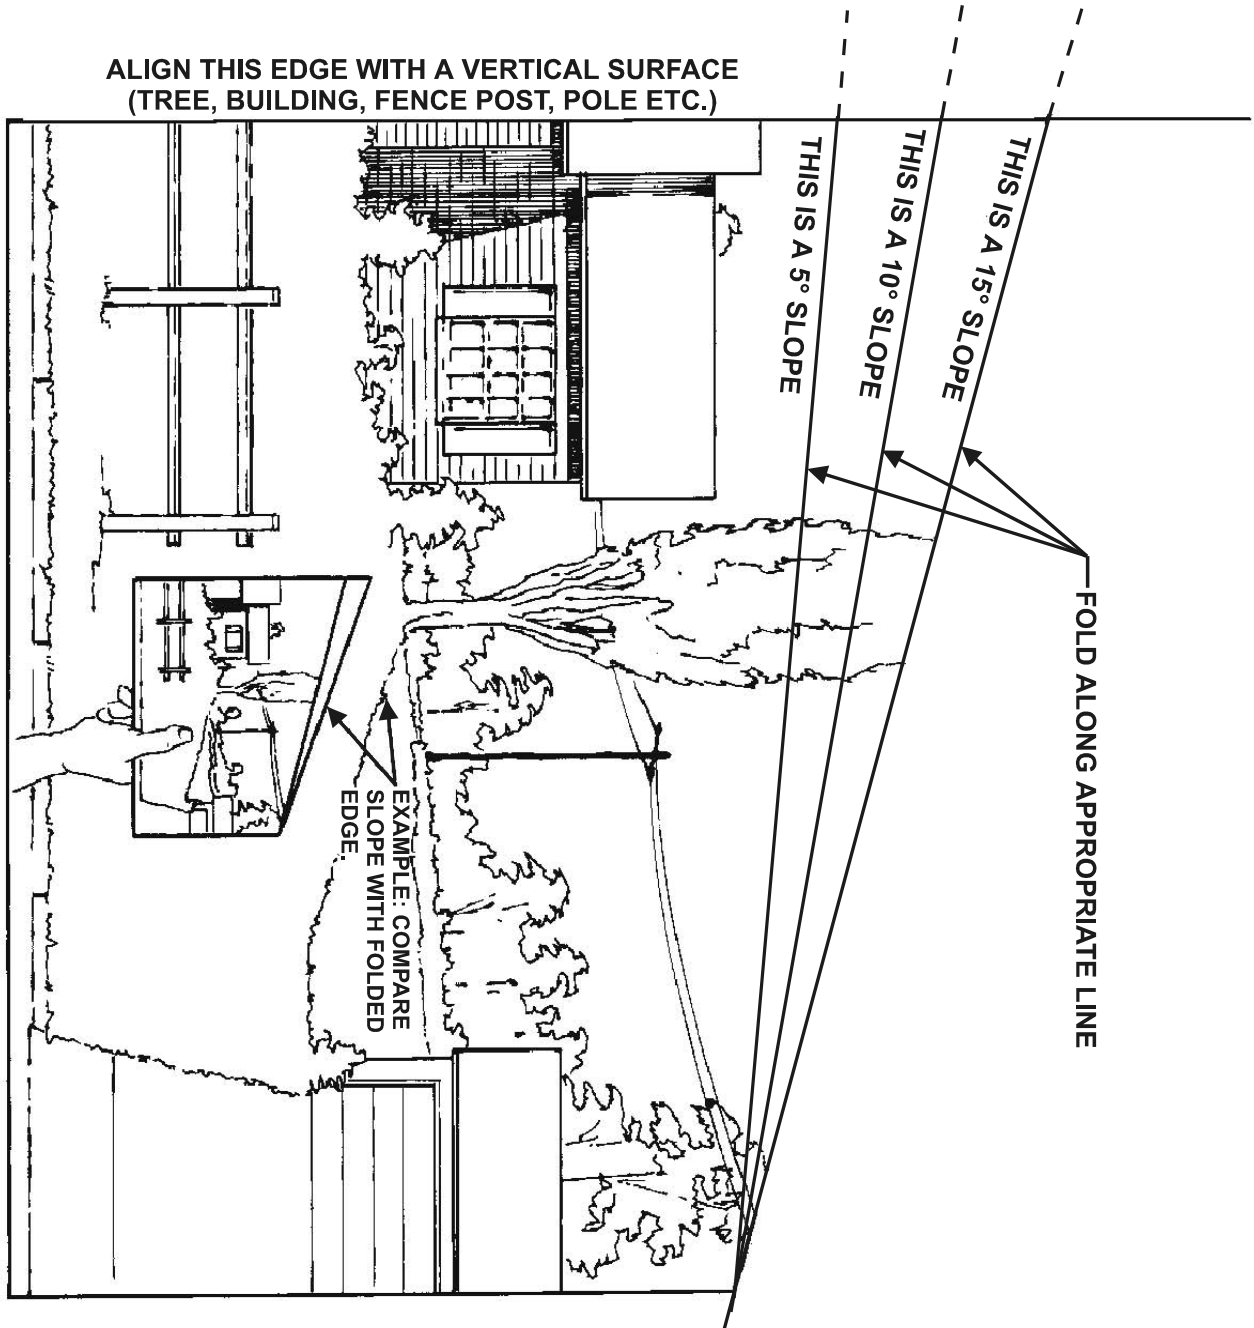 ALIGN THIS EDGE WITH A VERTICAL SURFACE
(TREE, BUILDING, FENCE POST, POLE ETC.)
THIS IS A 5° SLOPE
THIS IS A 10° SLOPE
THIS IS A 15° SLOPE
FOLD ALONG APPROPRIATE LINE
EXAMPLE: COMPARE
SLOPE WITH FOLDED
EDGE.